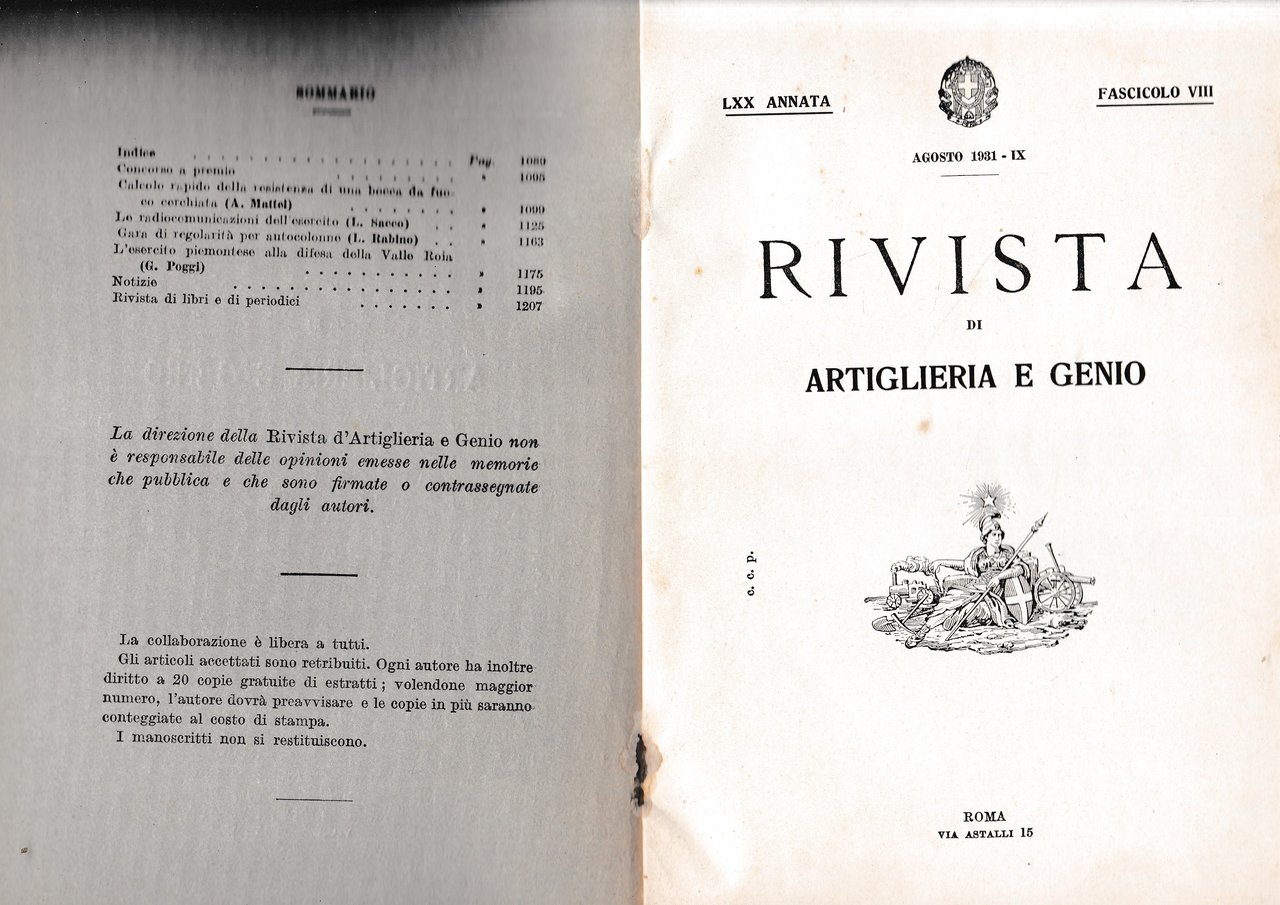 SOMMARIO
Indice . . . . . . . . . . . . . . . . . Pag. 1089
Concorso a premio . . . . . . . . » 1095
Calcolo rapido della resistenza di una bocca da fuo-
co cerchiata (A. Mattei) . . . . . . . » 1099
Le radiocomunicazioni dell'esercito (L. Sacco) . . » 1125
Gara di regolarità per autocolonne (L. Rabino) . . » 1163
L'esercito piemontese alla difesa della Valle Roia
(G. Poggi) . . . . . . . . . . » 1175
Notizie . . . . . . . . . . . . . . . » 1195
Rivista di libri e di periodici . . . . . . . » 1207
La direzione della Rivista d'Artiglieria e Genio non
è responsabile delle opinioni emesse nelle memorie
che pubblica e che sono firmate o contrassegnate
dagli autori.
La collaborazione è libera a tutti.
Gli articoli accettati sono retribuiti. Ogni autore ha inoltre
diritto a 20 copie gratuite di estratti ; volendone maggior
numero, l'autore dovrà preavvisare e le copie in più saranno
conteggiate al costo di stampa.
I manoscritti non si restituiscono.
LXX ANNATA
FASCICOLO VIII
AGOSTO 1931 - IX
RIVISTA
DI
ARTIGLIERIA E GENIO
c. c. p.
ROMA
VIA ASTALLI 15